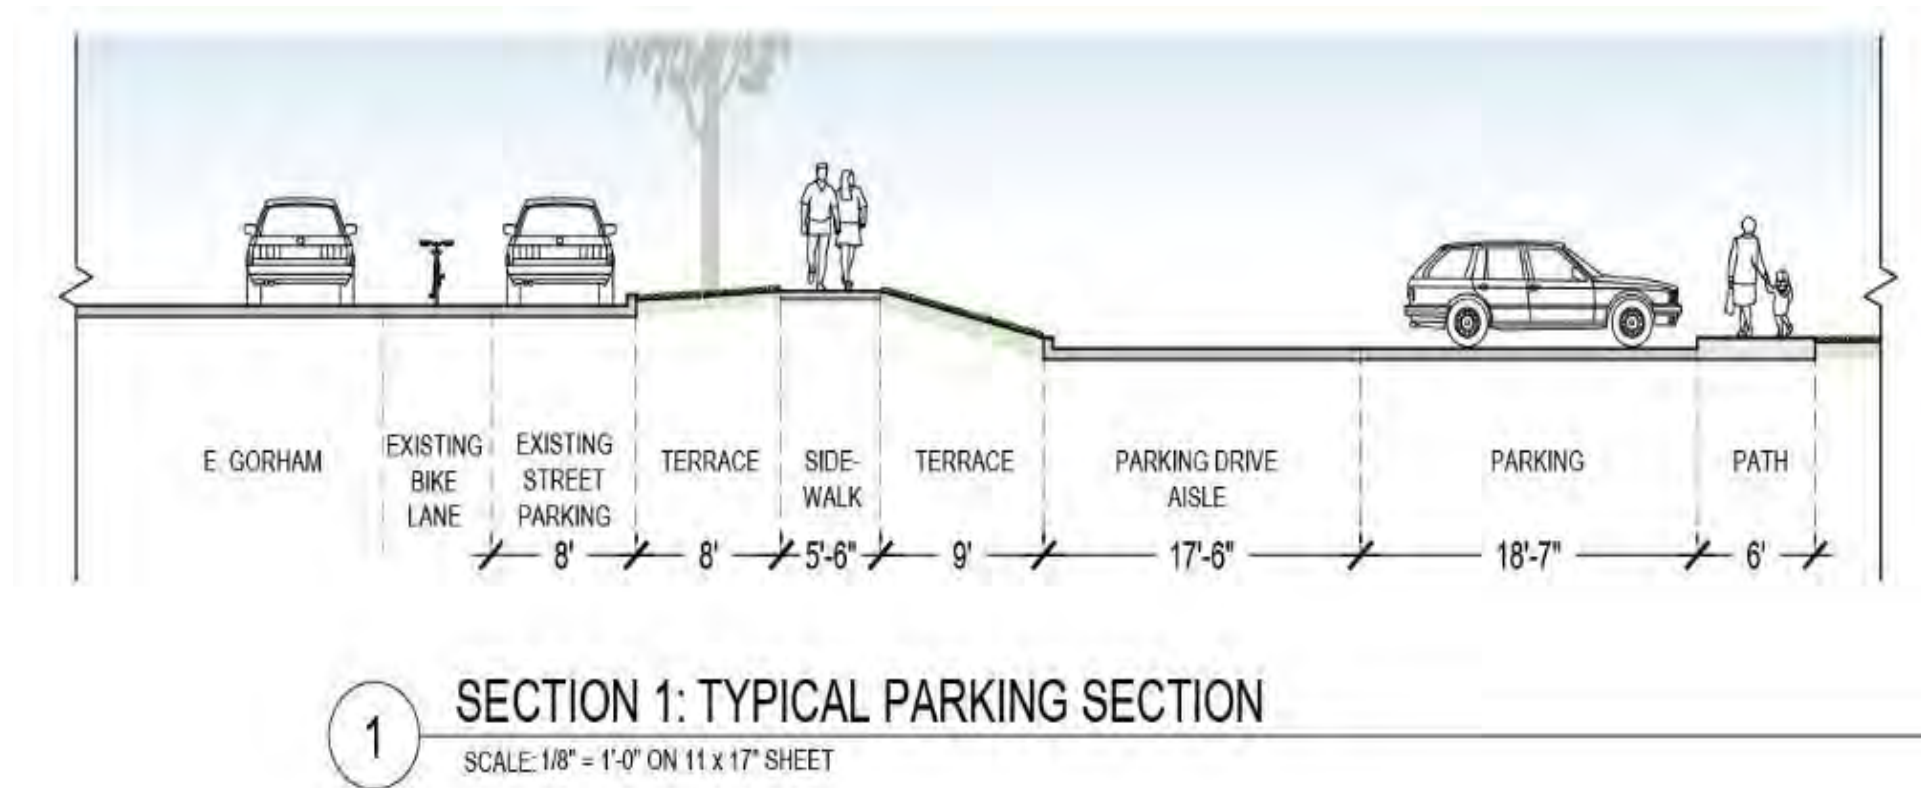 E. GORHAM
EXISTING
BIKE
LANE
EXISTING
STREET
PARKING
TERRACE
SIDE-
WALK
TERRACE
PARKING DRIVE
AISLE
PARKING
PATH
8'
8'
5'-6"
9'
17'-6"
18'-7"
6'
1
SECTION 1: TYPICAL PARKING SECTION
SCALE: 1/8" = 1'-0" ON 11 x 17" SHEET